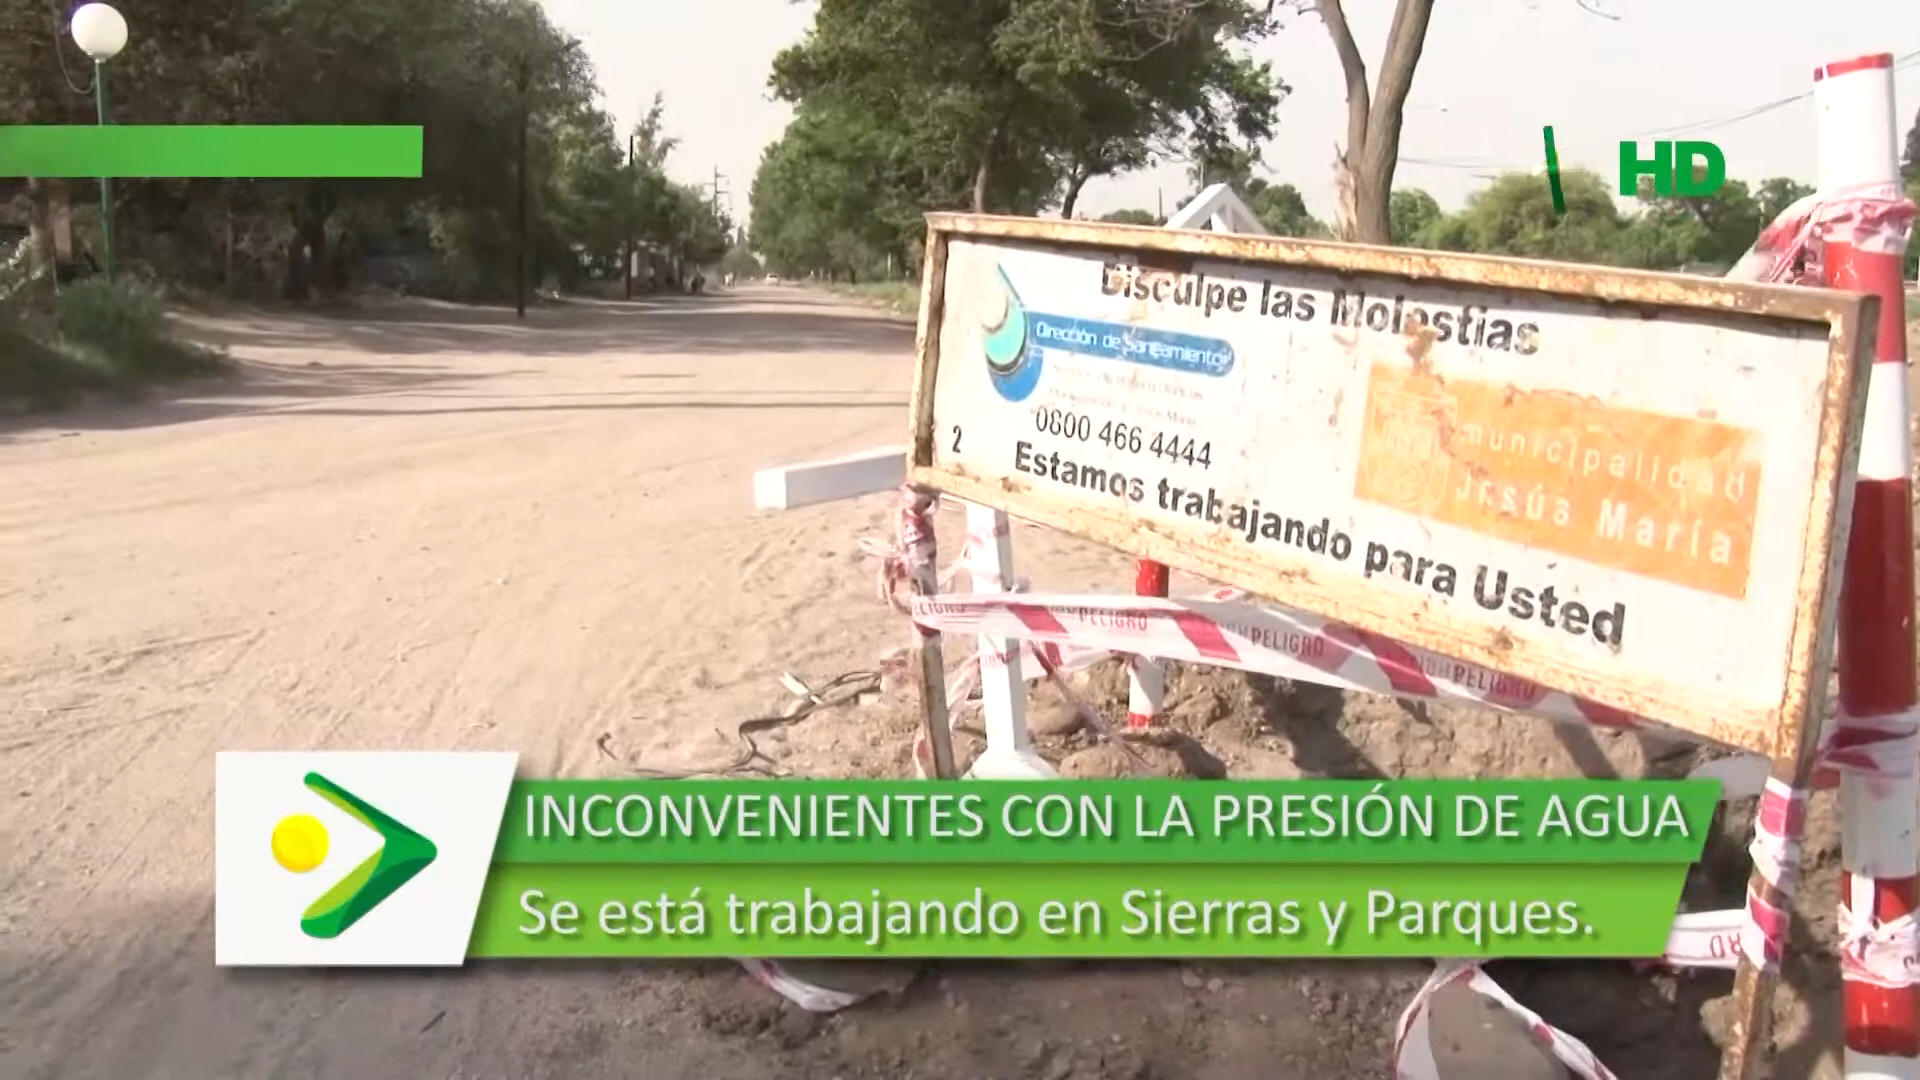 HD
Disculpe las Molestias
Dirección de Saneamiento
0800 466 4444
2
Estamos trabajando para Usted
municipalidad
Jesús María
PELIGRO
PELIGRO
PELIGRO
PELIGRO
INCONVENIENTES CON LA PRESIÓN DE AGUA
Se está trabajando en Sierras y Parques.